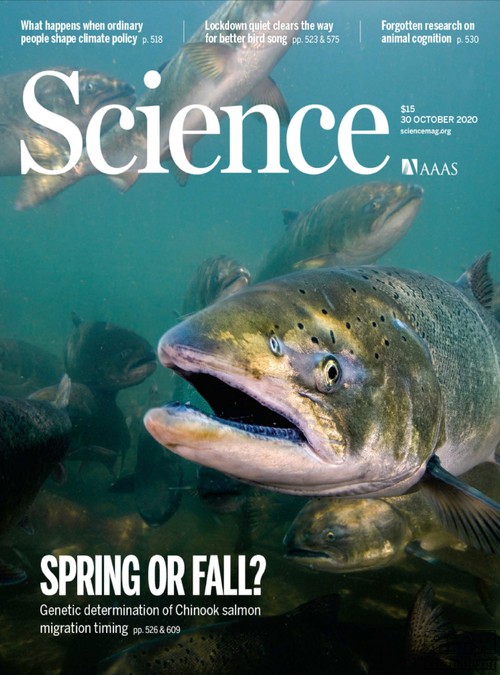 What happens when ordinary
people shape climate policy p. 518
Lockdown quiet clears the way
for better bird song pp. 523 & 575
Forgotten research on
animal cognition p. 530
Science
$15
30 OCTOBER 2020
sciencemag.org
AAAS
SPRING OR FALL?
Genetic determination of Chinook salmon
migration timing pp. 526 & 609